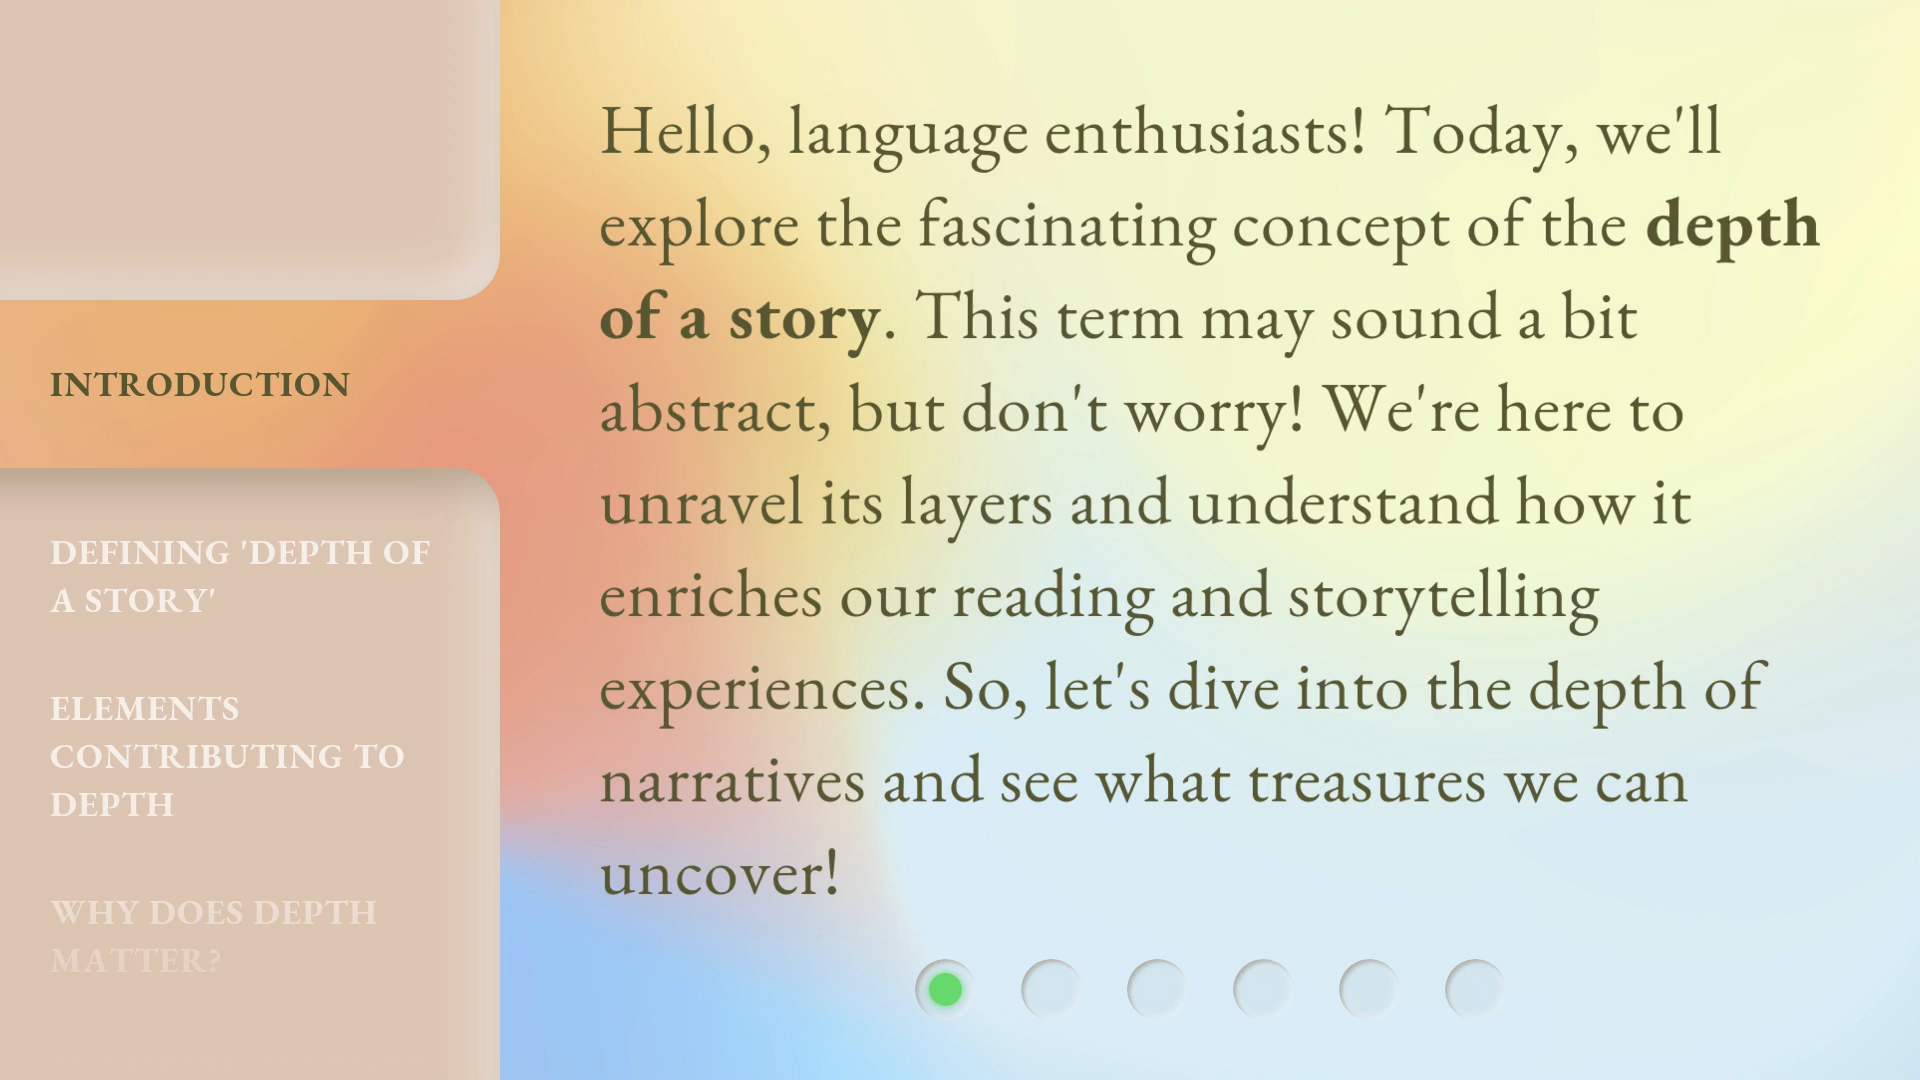 INTRODUCTION
DEFINING 'DEPTH OF
A STORY'
ELEMENTS
CONTRIBUTING TO
DEPTH
WHY DOES DEPTH
MATTER?
Hello, language enthusiasts! Today, we'll
explore the fascinating concept of the depth
of a story. This term may sound a bit
abstract, but don't worry! We're here to
unravel its layers and understand how it
enriches our reading and storytelling
experiences. So, let's dive into the depth of
narratives and see what treasures we can
uncover!